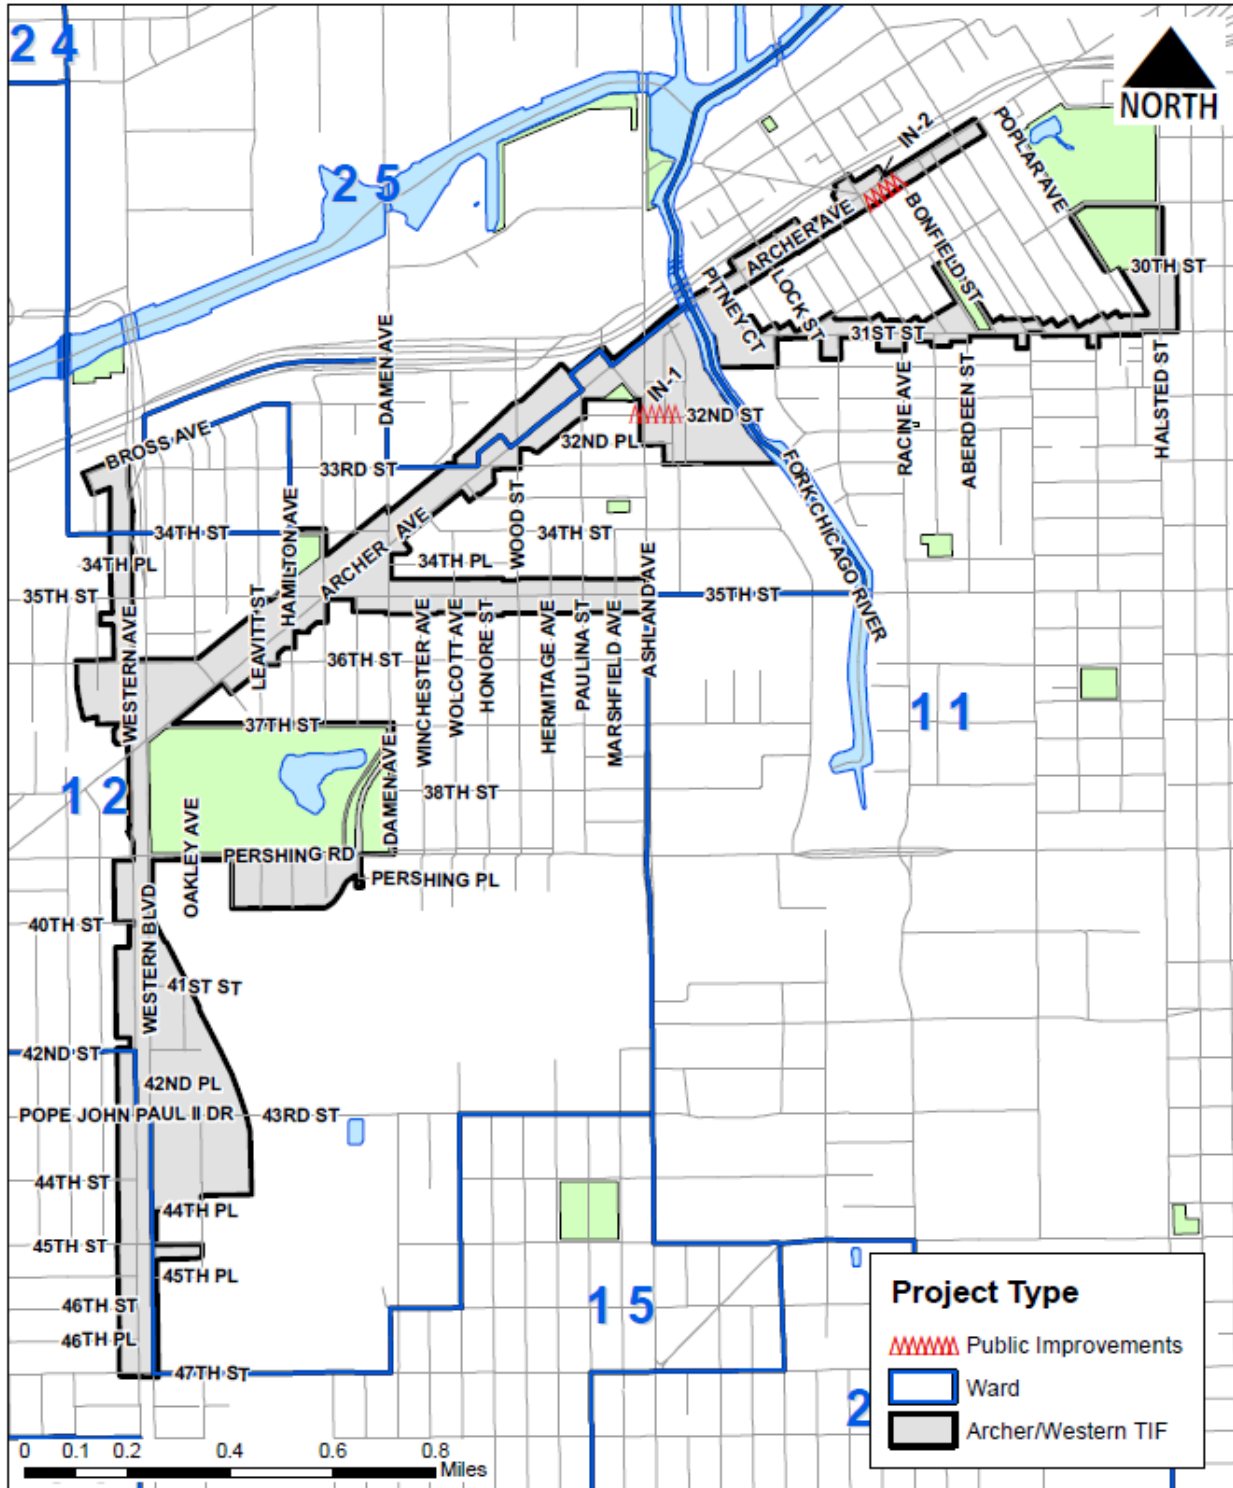 24
NORTH
25
IN-2
POPLAR AVE
ARCHER AVE
BONFIELD ST
30TH ST
PITNEY CT
LOCK ST
31ST ST
DAMEN AVE
IN-1
32ND ST
RACINE AVE
ABERDEEN ST
HALSTED ST
BROSS AVE
32ND PL
33RD ST
FORK CHICAGO RIVER
WOOD ST
34TH ST
HAMILTON AVE
ARCHER AVE
34TH ST
34TH PL
34TH PL
35TH ST
ASHLAND AVE
35TH ST
WESTERN AVE
LEAVITT ST
WINCHESTER AVE
WOLCOTT AVE
HONORE ST
HERMITAGE AVE
PAULINA ST
MARSHFIELD AVE
36TH ST
37TH ST
11
12
DAMEN AVE
38TH ST
OAKLEY AVE
PERSHING RD
PERSHING PL
40TH ST
WESTERN BLVD
41ST ST
42ND ST
42ND PL
POPE JOHN PAUL II DR
43RD ST
44TH ST
44TH PL
45TH ST
45TH PL
46TH ST
15
46TH PL
47TH ST
2
Project Type
Public Improvements
Ward
Archer/Western TIF
0 0.1 0.2 0.4 0.6 0.8
Miles